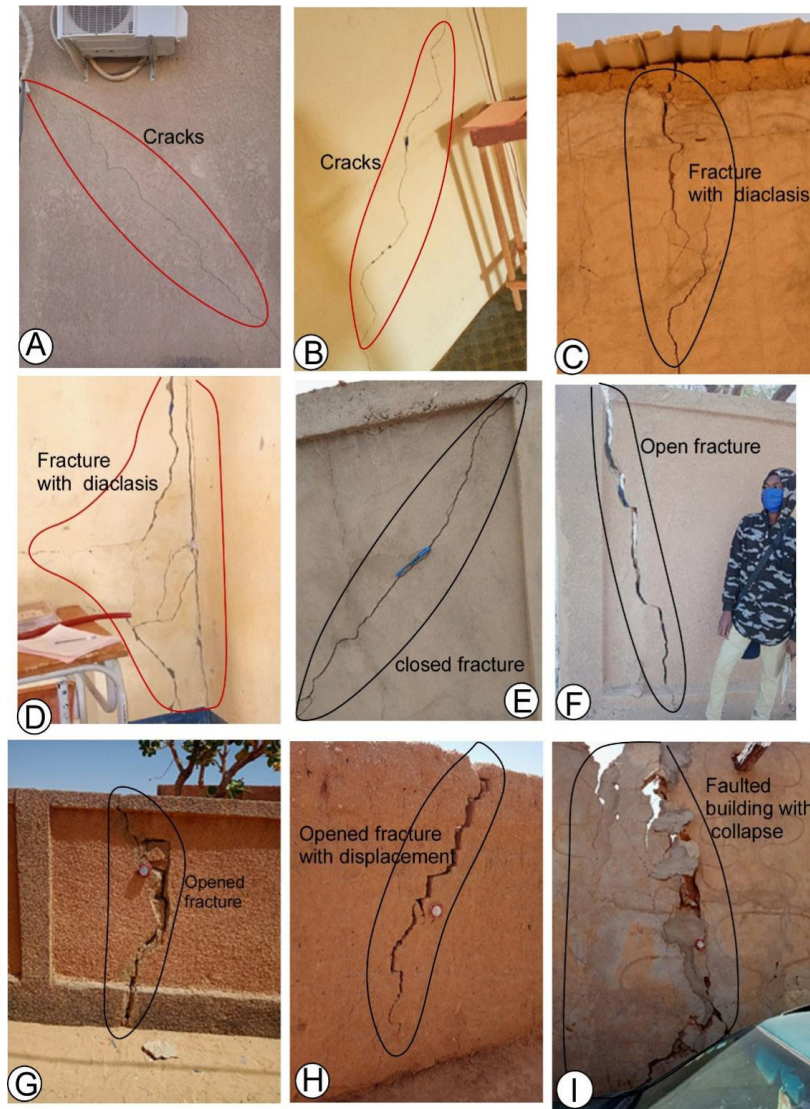 Cracks
A
Cracks
B
Fracture
with diaclasis
C
Fracture
with diaclasis
D
closed fracture
E
Open fracture
F
Opened
fracture
G
Opened fracture
with displacement
H
Faulted
building with
collapse
I